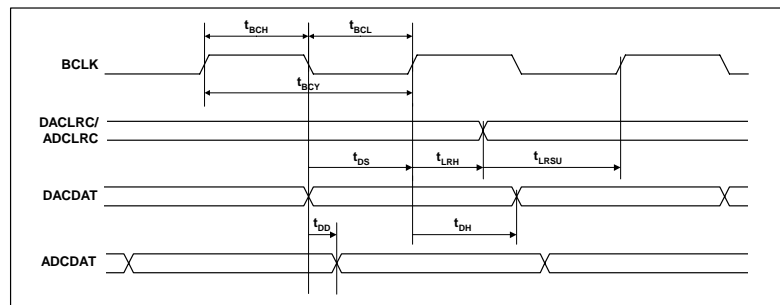 tBCH
tBCL
BCLK
tBCY
DACLRC/
ADCLRC
tDS
tLRH
tLRSU
DACDAT
tDD
tDH
ADCDAT